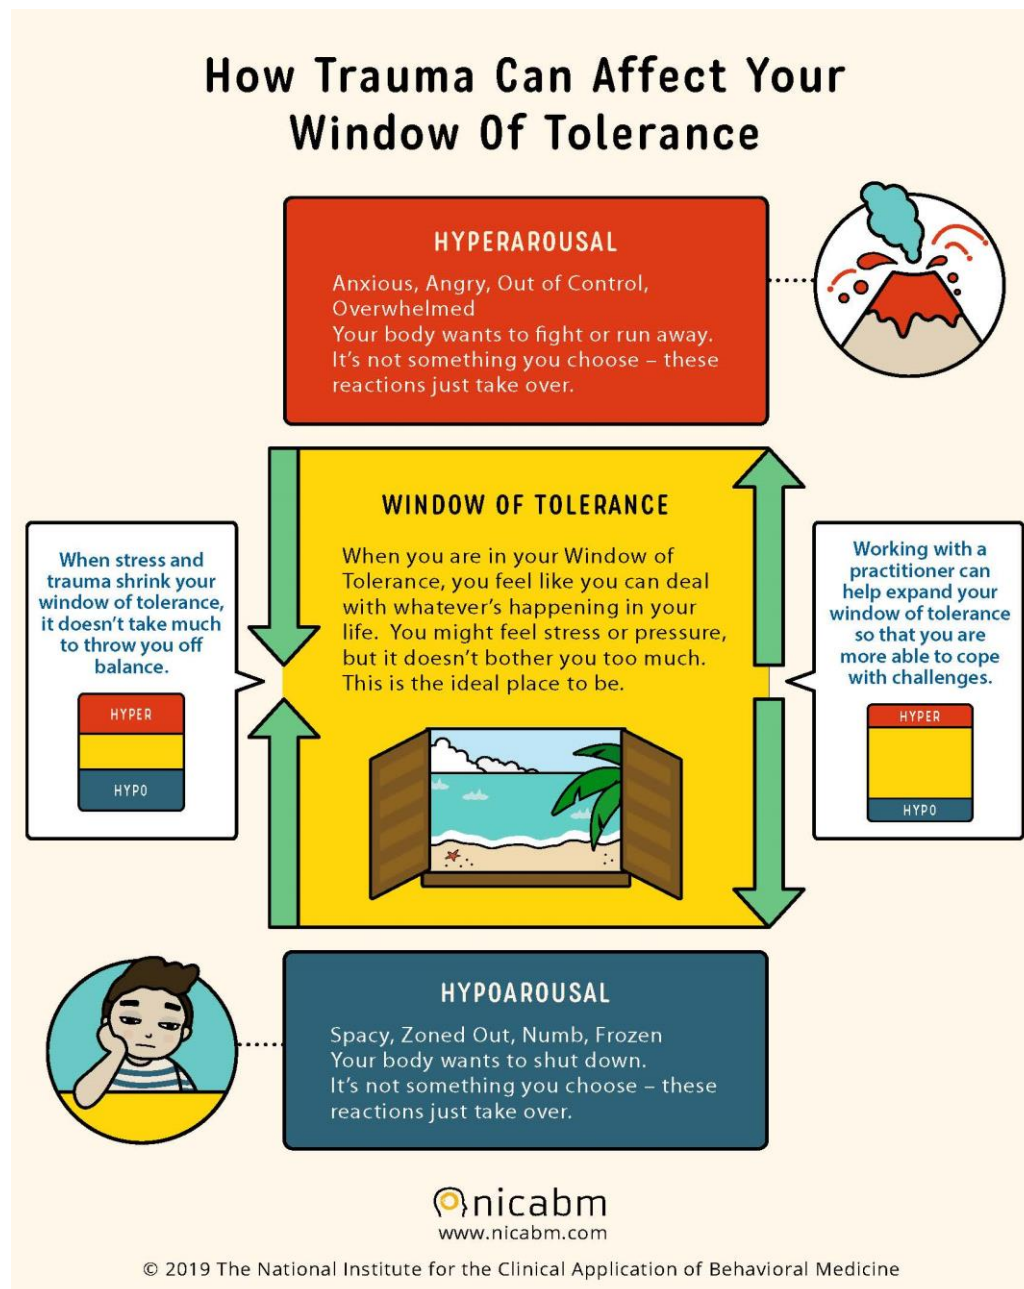 How Trauma Can Affect Your
Window Of Tolerance
HYPERAROUSAL
Anxious, Angry, Out of Control,
Overwhelmed
Your body wants to fight or run away.
It’s not something you choose – these
reactions just take over.
WINDOW OF TOLERANCE
When you are in your Window of
Tolerance, you feel like you can deal
with whatever’s happening in your
life.  You might feel stress or pressure,
but it doesn’t bother you too much.
This is the ideal place to be.
When stress and
trauma shrink your
window of tolerance,
it doesn’t take much
to throw you off
balance.
HYPER
HYPO
Working with a
practitioner can
help expand your
window of tolerance
so that you are
more able to cope
with challenges.
HYPER
HYPO
HYPOAROUSAL
Spacy, Zoned Out, Numb, Frozen
Your body wants to shut down.
It’s not something you choose – these
reactions just take over.
nicabm
www.nicabm.com
© 2019 The National Institute for the Clinical Application of Behavioral Medicine